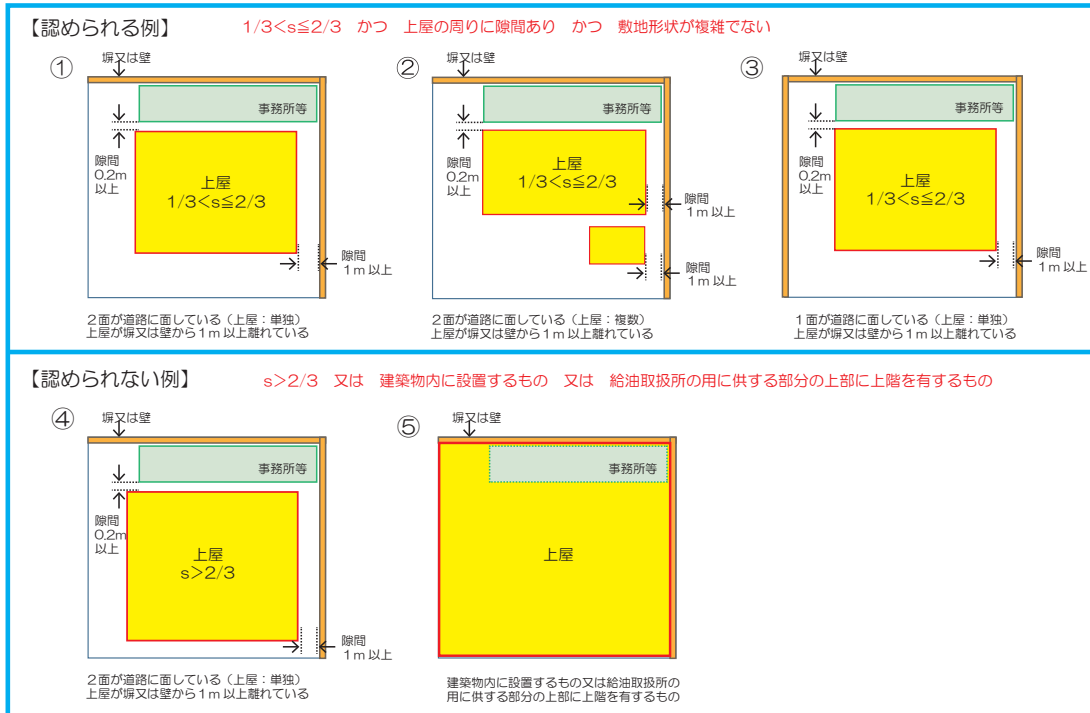 【認められる例】
1/3<s≦2/3　かつ　上屋の周りに隙間あり　かつ　敷地形状が複雑でない
①
塀又は壁
事務所等
隙間
0.2m
以上
上屋
1/3<s≦2/3
隙間
1m以上
2面が道路に面している（上屋：単独）
上屋が塀又は壁から1m以上離れている
②
塀又は壁
事務所等
隙間
0.2m
以上
上屋
1/3<s≦2/3
隙間
1m以上
隙間
1m以上
2面が道路に面している（上屋：複数）
上屋が塀又は壁から1m以上離れている
③
塀又は壁
事務所等
隙間
0.2m
以上
上屋
1/3<s≦2/3
隙間
1m以上
1面が道路に面している（上屋：単独）
上屋が塀又は壁から1m以上離れている
【認められない例】
s>2/3　又は　建築物内に設置するもの　又は　給油取扱所の用に供する部分の上部に上階を有するもの
④
塀又は壁
事務所等
隙間
0.2m
以上
上屋
s>2/3
隙間
1m以上
2面が道路に面している（上屋：単独）
上屋が塀又は壁から1m以上離れている
⑤
塀又は壁
事務所等
上屋
建築物内に設置するもの又は給油取扱所の
用に供する部分の上部に上階を有するもの